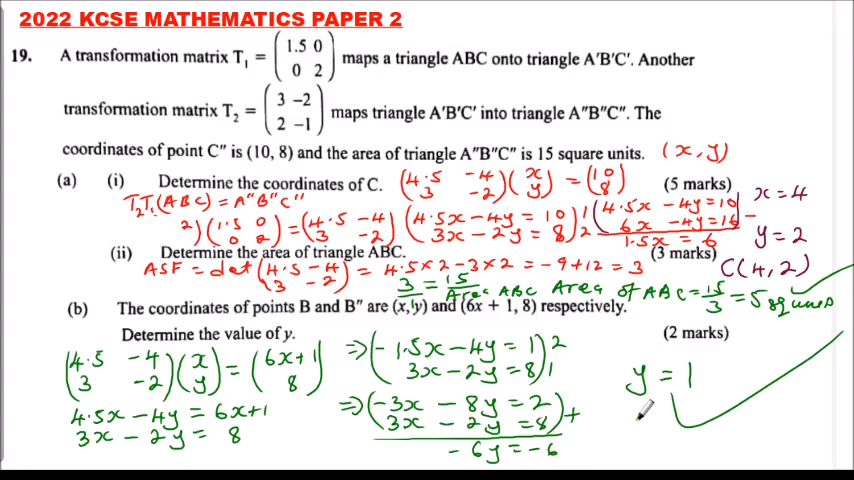 2022 KCSE MATHEMATICS PAPER 2
19. A transformation matrix T₁ = (1.5 0 / 0 2) maps a triangle ABC onto triangle A'B'C'. Another
transformation matrix T₂ = (3 −2 / 2 −1) maps triangle A'B'C' into triangle A"B"C". The
coordinates of point C" is (10, 8) and the area of triangle A"B"C" is 15 square units. (x, y)
(a) (i) Determine the coordinates of C. (4.5 −4 / 3 −2)(x / y) = (10 / 8) (5 marks)
T₂T₁(ABC) = A"B"C"
2)(1.5 0 / 0 2) = (4.5 −4 / 3 −2)
(4.5x − 4y = 10 / 3x − 2y = 8) 1 / 2
(4.5x − 4y = 10
6x − 4y = 16) −
1.5x = 6
x = 4
y = 2
C(4, 2)
(ii) Determine the area of triangle ABC. (3 marks)
ASF = det (4.5 −4 / 3 −2) = 4.5 × 2 − 3 × 2 = −9 + 12 = 3
3 = 15 / Area ABC Area of ABC = 15/3 = 5 sq units
(b) The coordinates of points B and B" are (x, y) and (6x + 1, 8) respectively.
Determine the value of y. (2 marks)
(4.5 −4 / 3 −2)(x / y) = (6x+1 / 8)
4.5x − 4y = 6x+1
3x − 2y = 8
⇒ (−1.5x − 4y = 1) 2
(3x − 2y = 8) 1
⇒ (−3x − 8y = 2
3x − 2y = 8) +
−6y = −6
y = 1